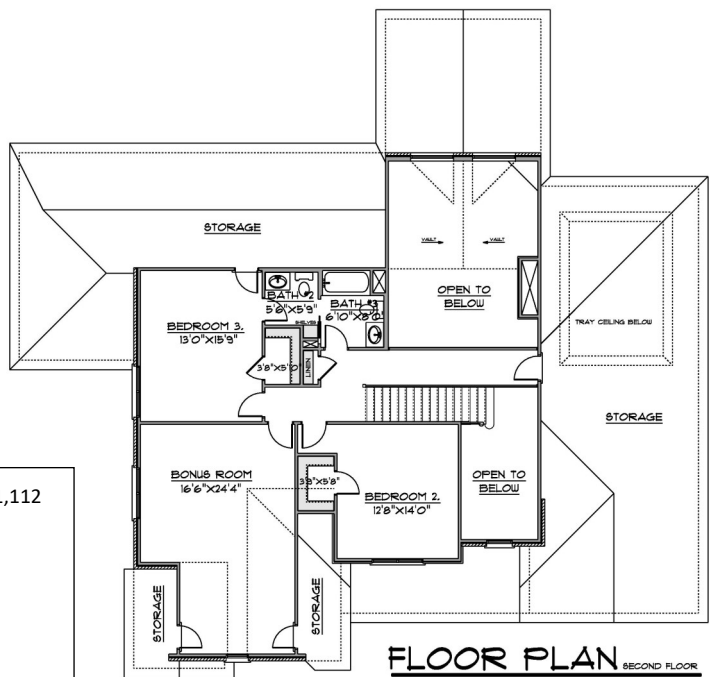 STORAGE
VAULT VAULT
BATH #2
5'6"X5'9"
BATH #3
6'10"X8'0"
OPEN TO
BELOW
TRAY CEILING BELOW
BEDROOM 3.
13'0"X15'9"
SHELVES
3'8"X5'0"
LINEN
STORAGE
BONUS ROOM
16'6"X24'4"
3'8"X5'8"
BEDROOM 2.
12'8"X14'0"
OPEN TO
BELOW
,112
STORAGE
STORAGE
FLOOR PLAN SECOND FLOOR